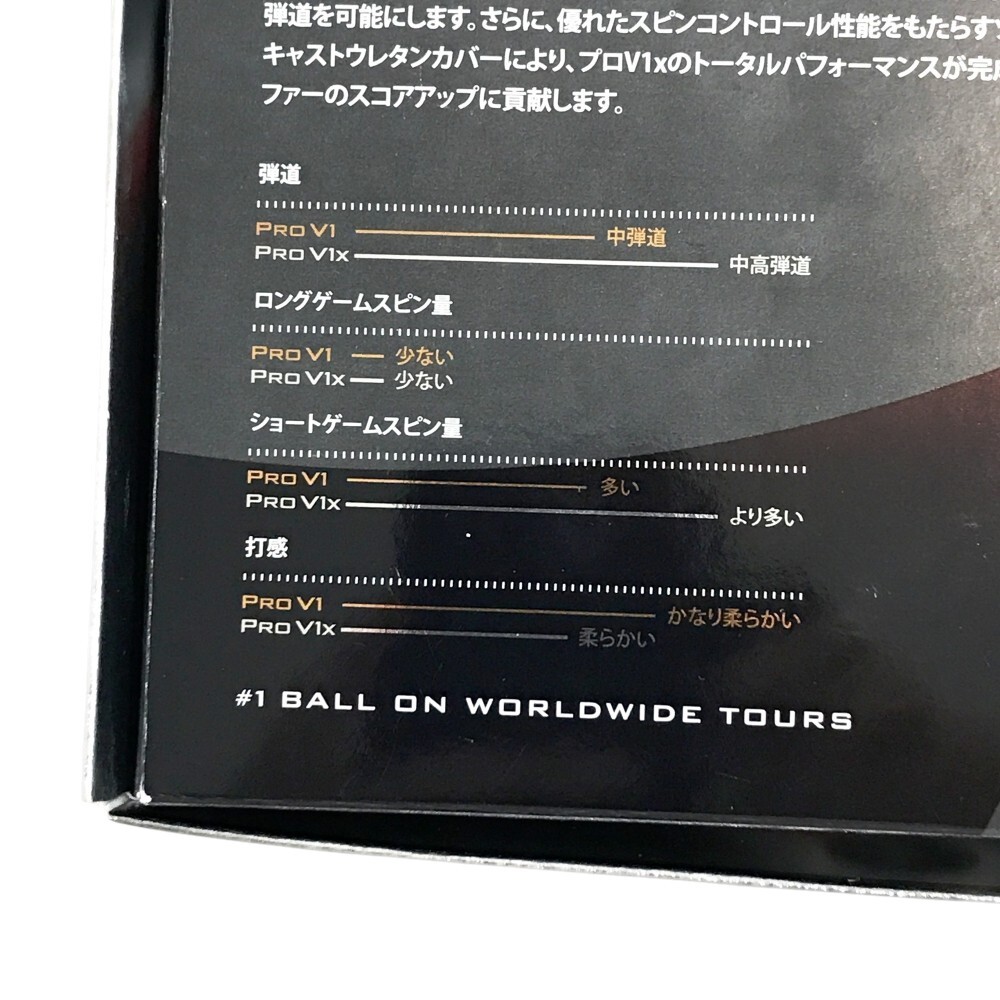 弾道を可能にします。さらに、優れたスピンコントロール性能をもたらす
キャストウレタンカバーにより、プロV1xのトータルパフォーマンスが完
ファーのスコアアップに貢献します。
弾道
PRO V1 中弾道
PRO V1x 中高弾道
ロングゲームスピン量
PRO V1 少ない
PRO V1x 少ない
ショートゲームスピン量
PRO V1 多い
PRO V1x より多い
打感
PRO V1 かなり柔らかい
PRO V1x 柔らかい
#1 BALL ON WORLDWIDE TOURS